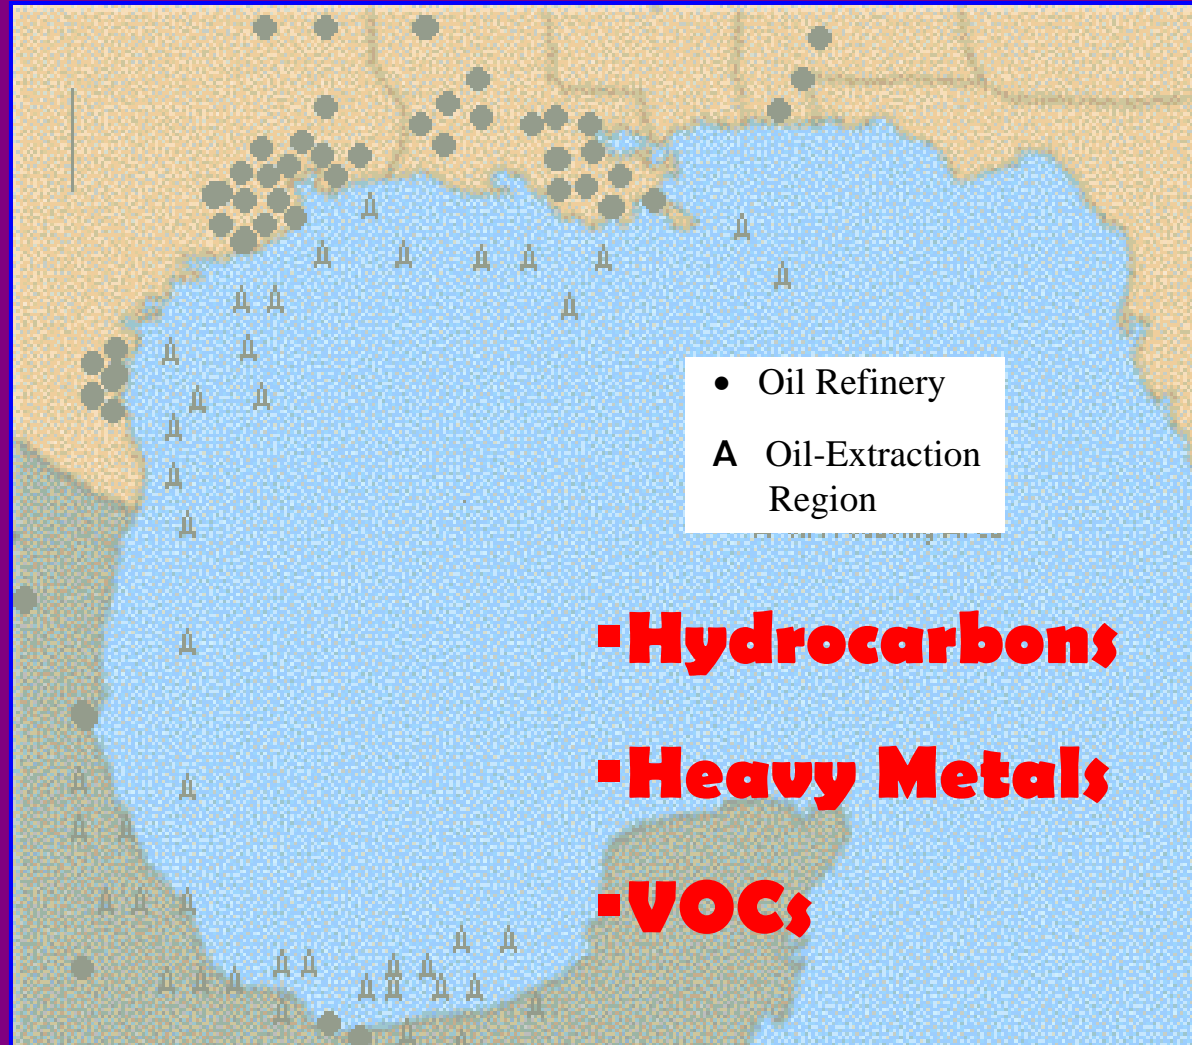 • Oil Refinery
A Oil-Extraction
Region
▪Hydrocarbons
▪Heavy Metals
▪VOCs